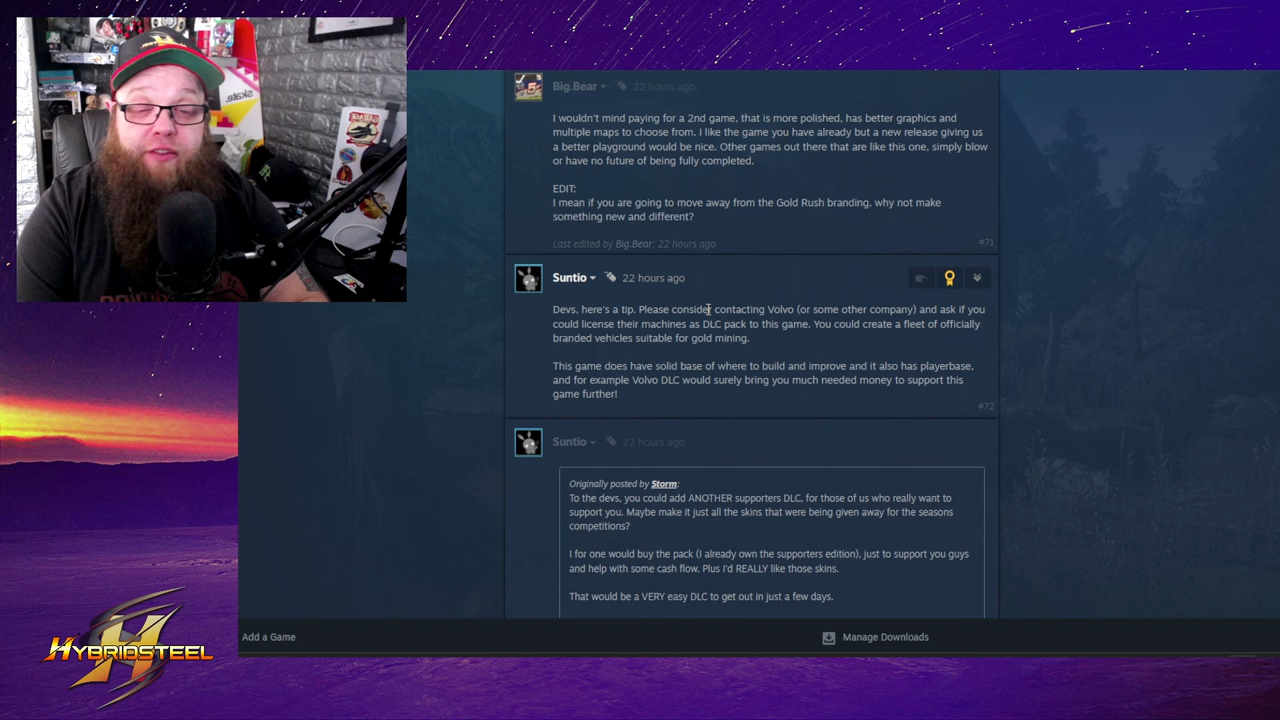 skate.
Big.Bear 22 hours ago
I wouldn't mind paying for a 2nd game, that is more polished, has better graphics and
multiple maps to choose from. I like the game you have already but a new release giving us
a better playground would be nice. Other games out there that are like this one, simply blow
or have no future of being fully completed.
EDIT:
I mean if you are going to move away from the Gold Rush branding, why not make
something new and different?
Last edited by Big.Bear; 22 hours ago
#71
Suntio 22 hours ago
Devs, here's a tip. Please consider contacting Volvo (or some other company) and ask if you
could license their machines as DLC pack to this game. You could create a fleet of officially
branded vehicles suitable for gold mining.
This game does have solid base of where to build and improve and it also has playerbase,
and for example Volvo DLC would surely bring you much needed money to support this
game further!
#72
Suntio 22 hours ago
Originally posted by Storm:
To the devs, you could add ANOTHER supporters DLC, for those of us who really want to
support you. Maybe make it just all the skins that were being given away for the seasons
competitions?
I for one would buy the pack (I already own the supporters edition), just to support you guys
and help with some cash flow. Plus I'd REALLY like those skins.
That would be a VERY easy DLC to get out in just a few days.
Add a Game
Manage Downloads
HYBRIDSTEEL